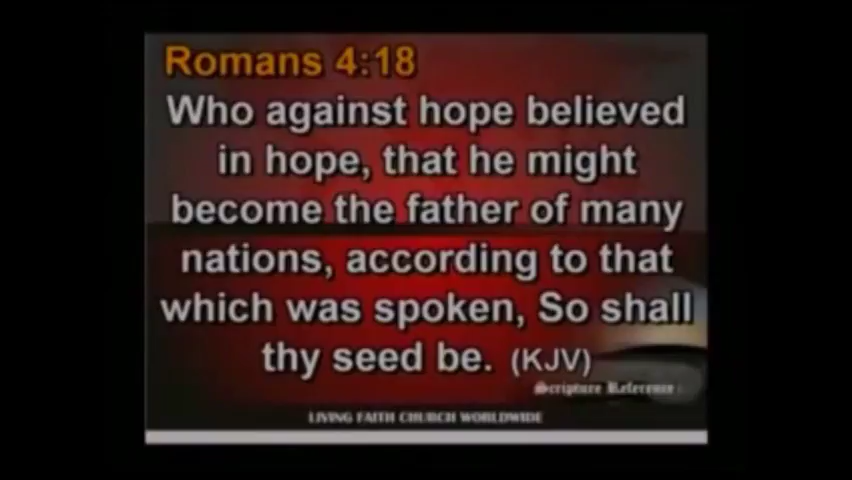 Romans 4:18
Who against hope believed
in hope, that he might
become the father of many
nations, according to that
which was spoken, So shall
thy seed be. (KJV)
Scripture Reference
LIVING FAITH CHURCH WORLDWIDE